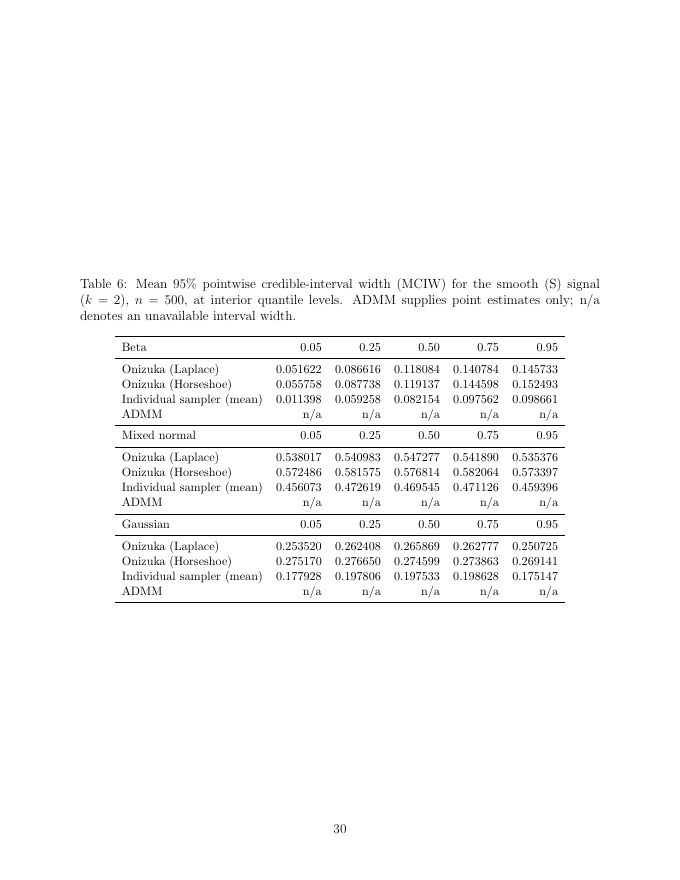 Table 6: Mean 95% pointwise credible-interval width (MCIW) for the smooth (S) signal
(k = 2), n = 500, at interior quantile levels. ADMM supplies point estimates only; n/a
denotes an unavailable interval width.
Beta 0.05 0.25 0.50 0.75 0.95
Onizuka (Laplace) 0.051622 0.086616 0.118084 0.140784 0.145733
Onizuka (Horseshoe) 0.055758 0.087738 0.119137 0.144598 0.152493
Individual sampler (mean) 0.011398 0.059258 0.082154 0.097562 0.098661
ADMM n/a n/a n/a n/a n/a
Mixed normal 0.05 0.25 0.50 0.75 0.95
Onizuka (Laplace) 0.538017 0.540983 0.547277 0.541890 0.535376
Onizuka (Horseshoe) 0.572486 0.581575 0.576814 0.582064 0.573397
Individual sampler (mean) 0.456073 0.472619 0.469545 0.471126 0.459396
ADMM n/a n/a n/a n/a n/a
Gaussian 0.05 0.25 0.50 0.75 0.95
Onizuka (Laplace) 0.253520 0.262408 0.265869 0.262777 0.250725
Onizuka (Horseshoe) 0.275170 0.276650 0.274599 0.273863 0.269141
Individual sampler (mean) 0.177928 0.197806 0.197533 0.198628 0.175147
ADMM n/a n/a n/a n/a n/a
30